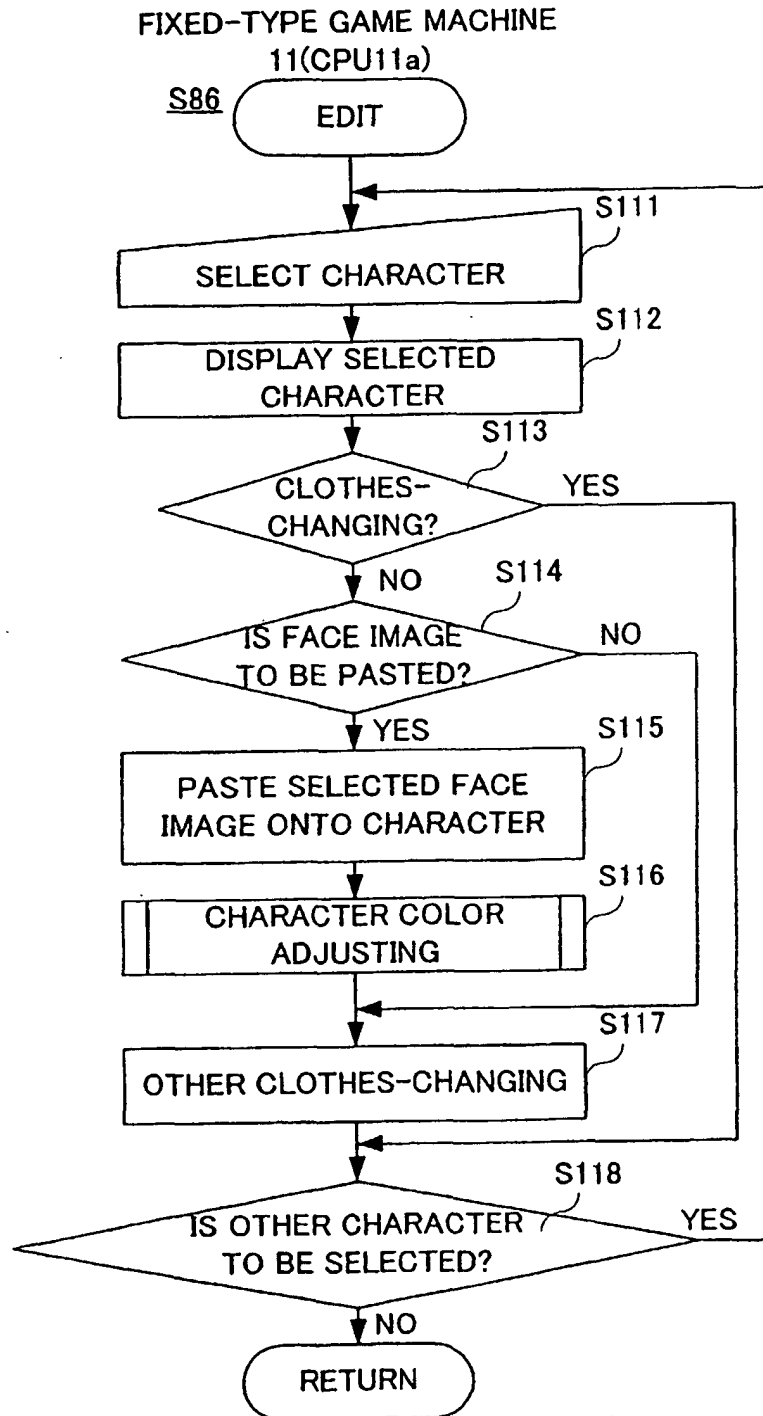 FIXED-TYPE GAME MACHINE
11(CPU11a)
S86
EDIT
S111
SELECT CHARACTER
S112
DISPLAY SELECTED
CHARACTER
S113
CLOTHES-
CHANGING?
YES
NO
S114
IS FACE IMAGE
TO BE PASTED?
NO
YES
S115
PASTE SELECTED FACE
IMAGE ONTO CHARACTER
S116
CHARACTER COLOR
ADJUSTING
S117
OTHER CLOTHES-CHANGING
S118
IS OTHER CHARACTER
TO BE SELECTED?
YES
NO
RETURN